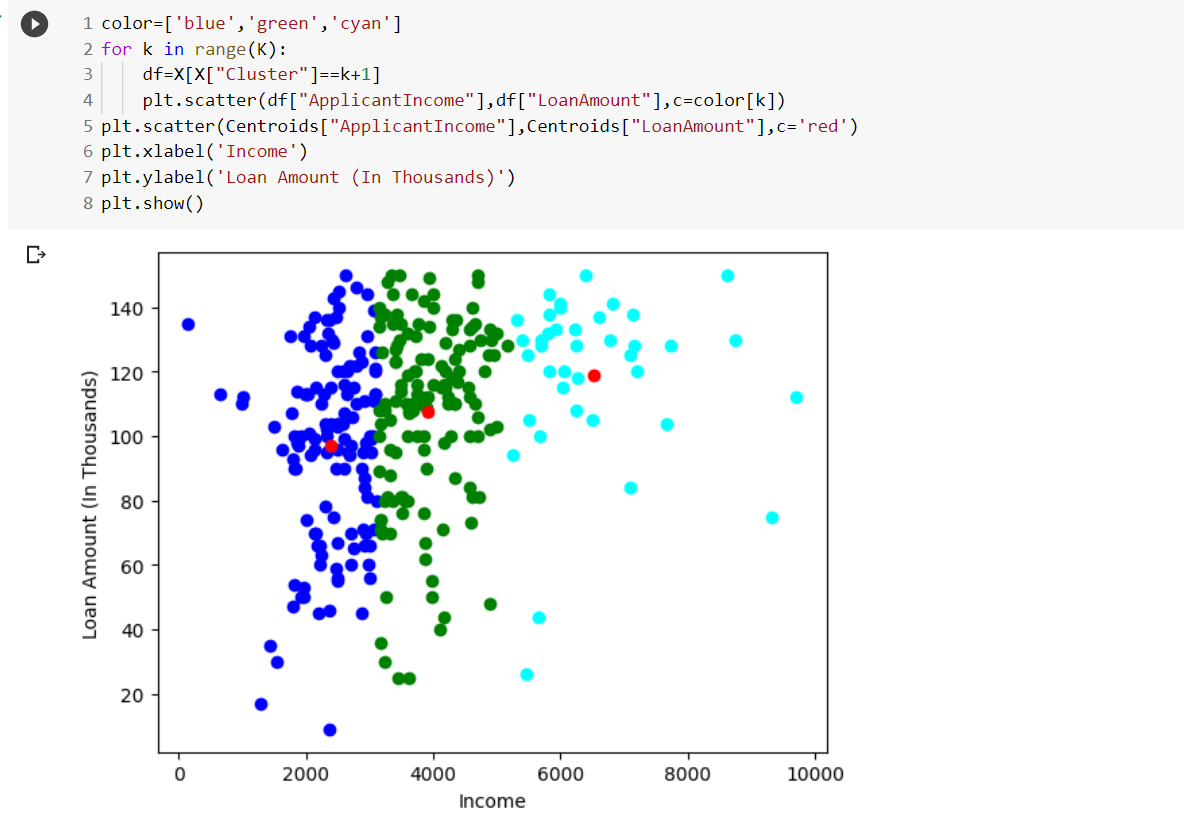 1 color=['blue','green','cyan']
2 for k in range(K):
3     df=X[X["Cluster"]==k+1]
4     plt.scatter(df["ApplicantIncome"],df["LoanAmount"],c=color[k])
5 plt.scatter(Centroids["ApplicantIncome"],Centroids["LoanAmount"],c='red')
6 plt.xlabel('Income')
7 plt.ylabel('Loan Amount (In Thousands)')
8 plt.show()
Loan Amount (In Thousands)
140
120
100
80
60
40
20
0 2000 4000 6000 8000 10000
Income